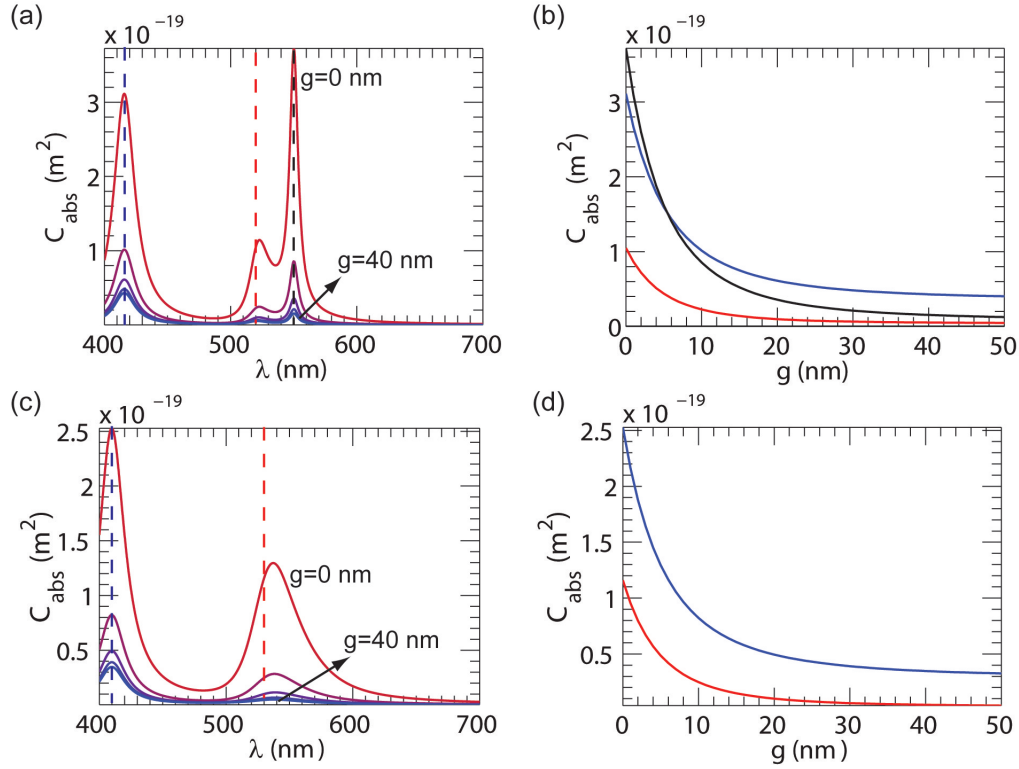 (a)
x 10 -19
C abs (m 2 )
3
2
1
0
400 500 600 700
λ (nm)
g=0 nm
g=40 nm
(b)
x 10 -19
C abs (m 2 )
3
2
1
0
0 10 20 30 40 50
g (nm)
(c)
x 10 -19
C abs (m 2 )
2.5
2
1.5
1
0.5
400 500 600 700
λ (nm)
g=0 nm
g=40 nm
(d)
x 10 -19
C abs (m 2 )
2.5
2
1.5
1
0.5
0 10 20 30 40 50
g (nm)